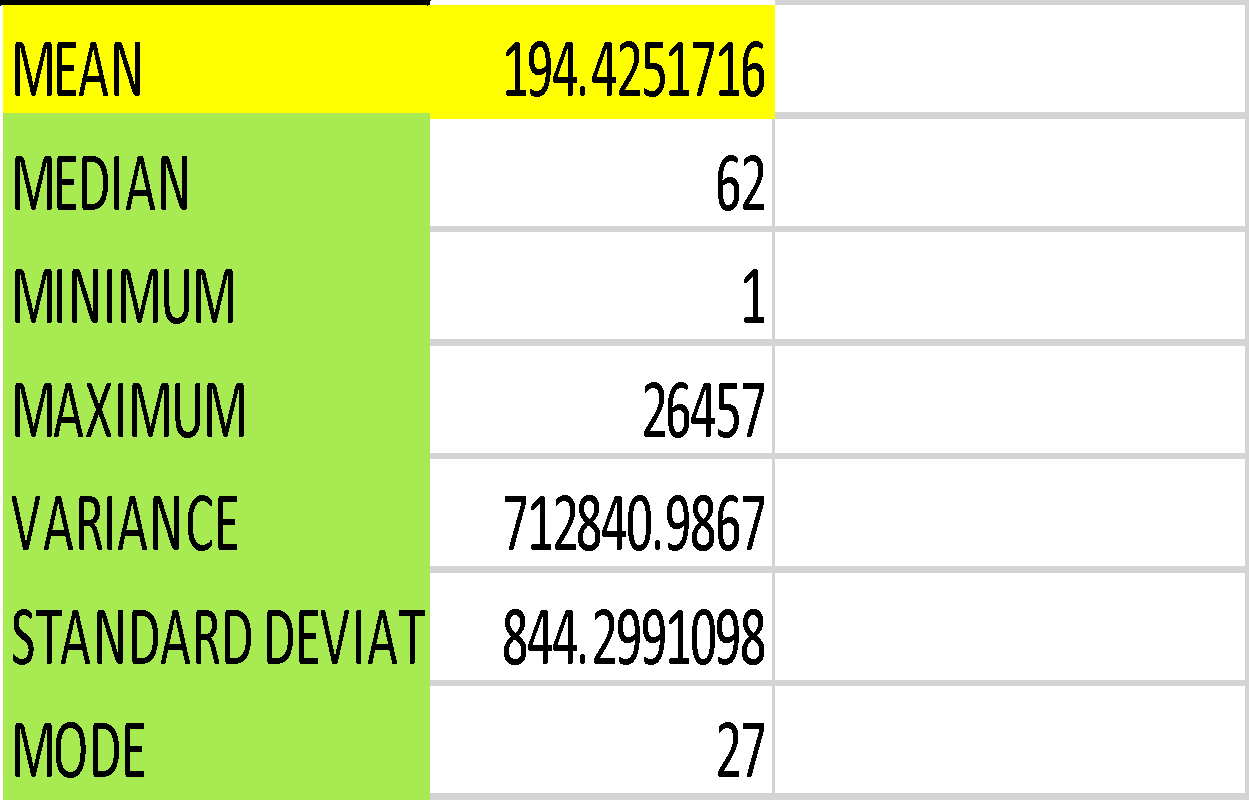 MEAN 194.4251716
MEDIAN 62
MINIMUM 1
MAXIMUM 26457
VARIANCE 712840.9867
STANDARD DEVIAT 844.2991098
MODE 27